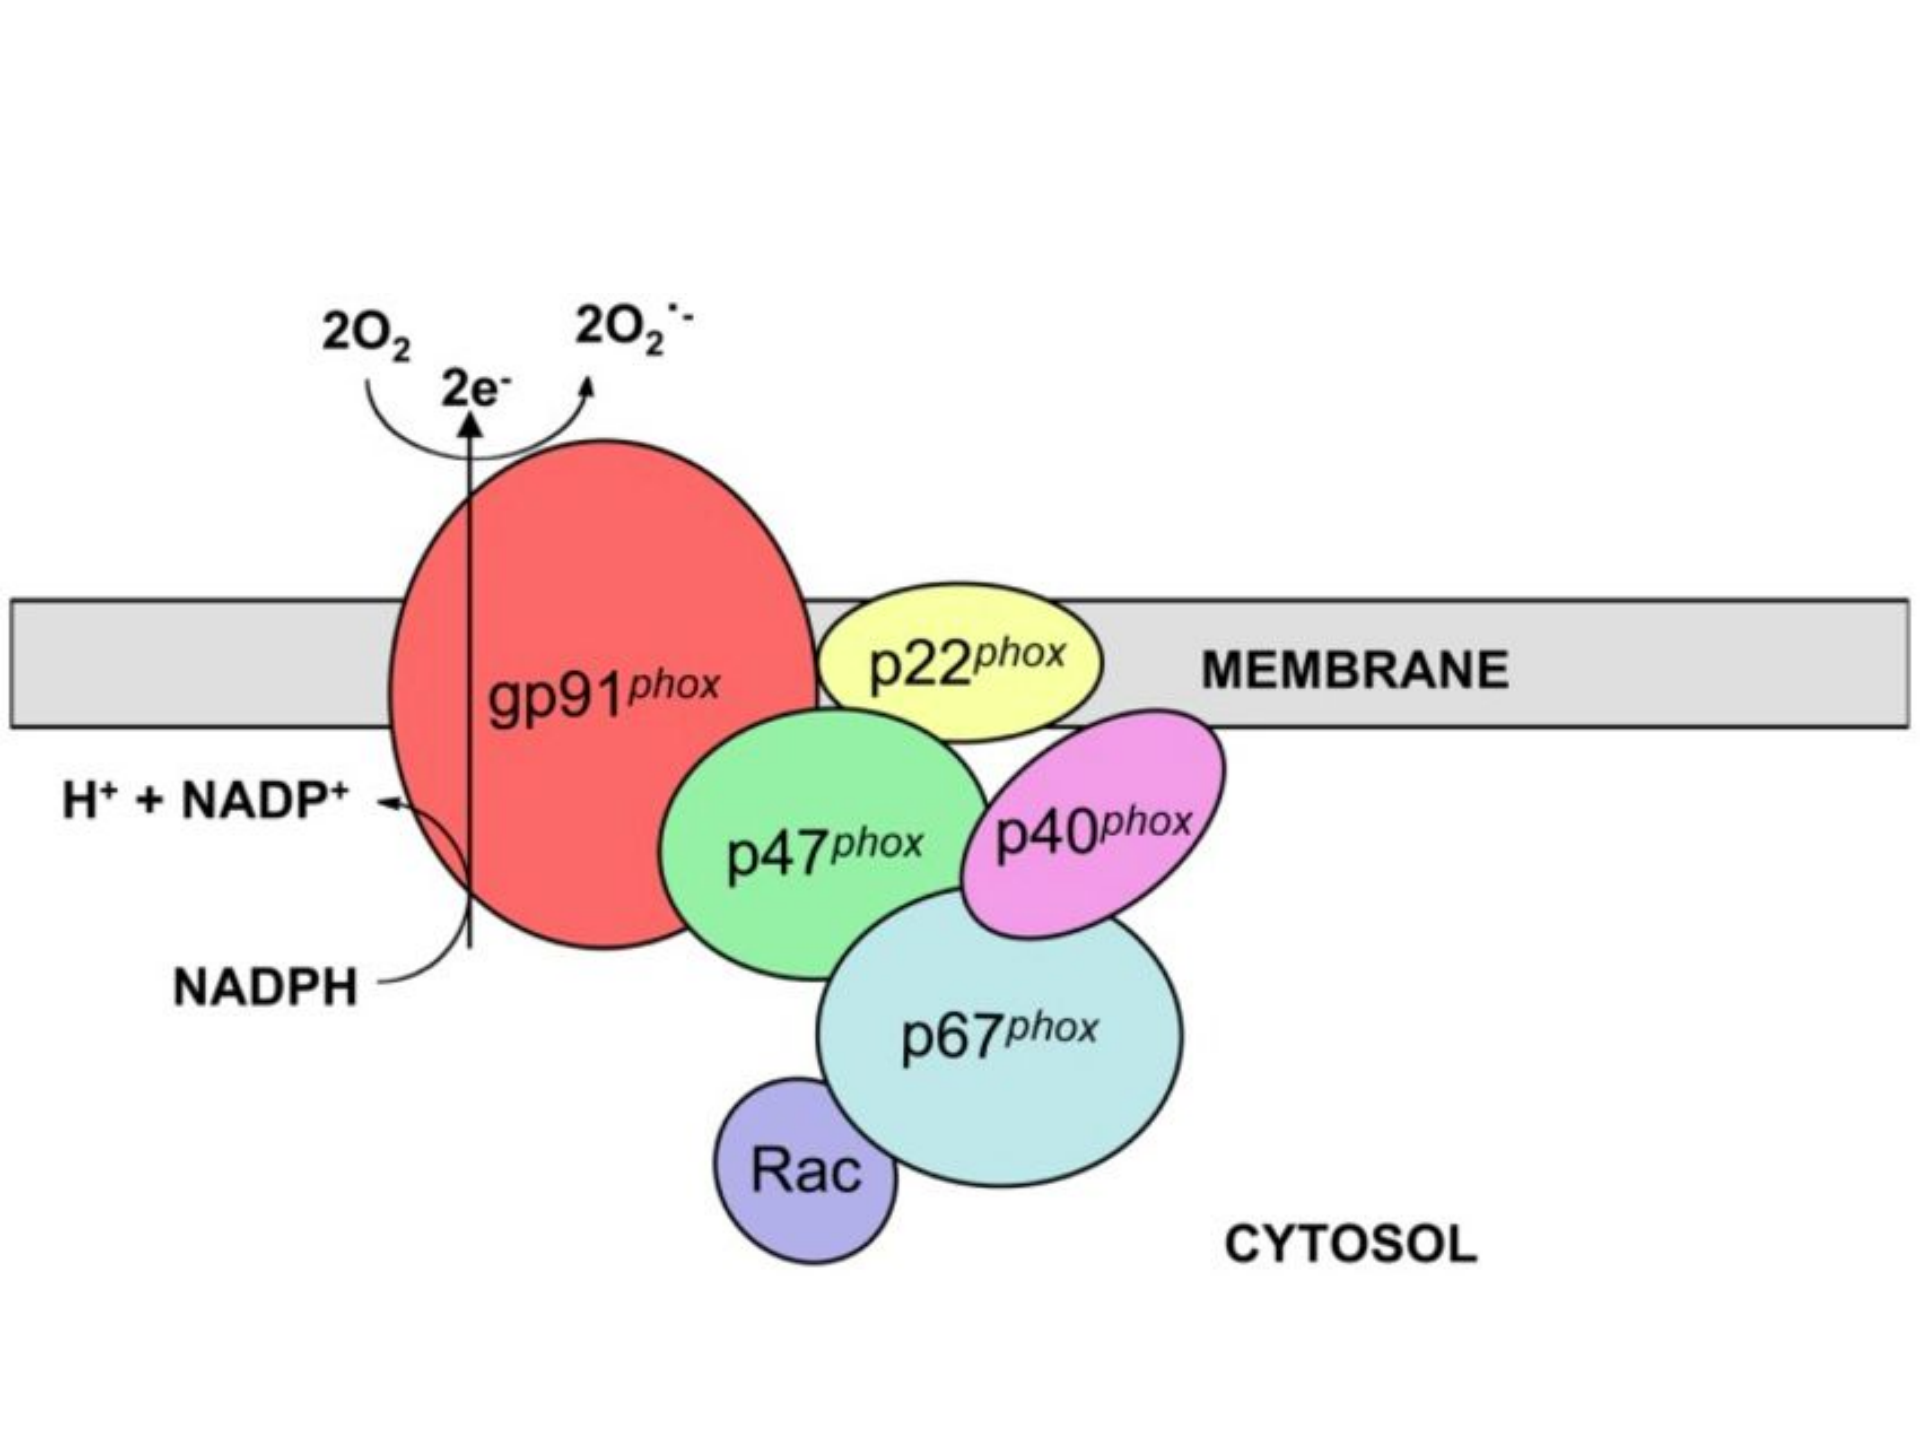 2O₂
2O₂˙⁻
2e⁻
gp91phox
p22phox
MEMBRANE
H⁺ + NADP⁺
p47phox
p40phox
NADPH
p67phox
Rac
CYTOSOL